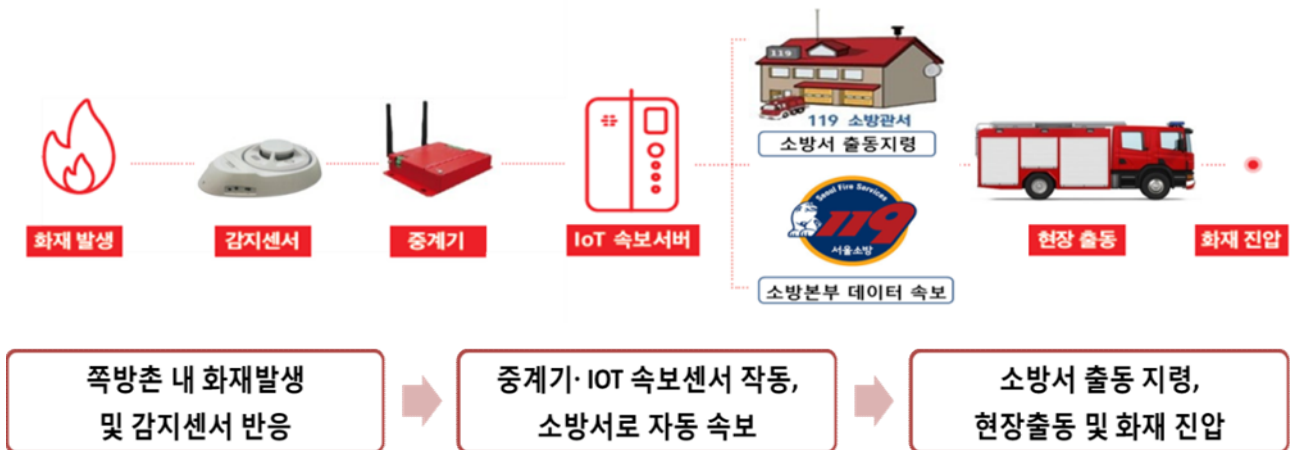 119
119 소방관서
소방서 출동지령
Seoul Fire Services
119
서울소방
소방본부 데이터 속보
화재 발생
감지센서
중계기
IoT 속보서버
현장 출동
화재 진압
쪽방촌 내 화재발생
및 감지센서 반응
중계기· IOT 속보센서 작동,
소방서로 자동 속보
소방서 출동 지령,
현장출동 및 화재 진압